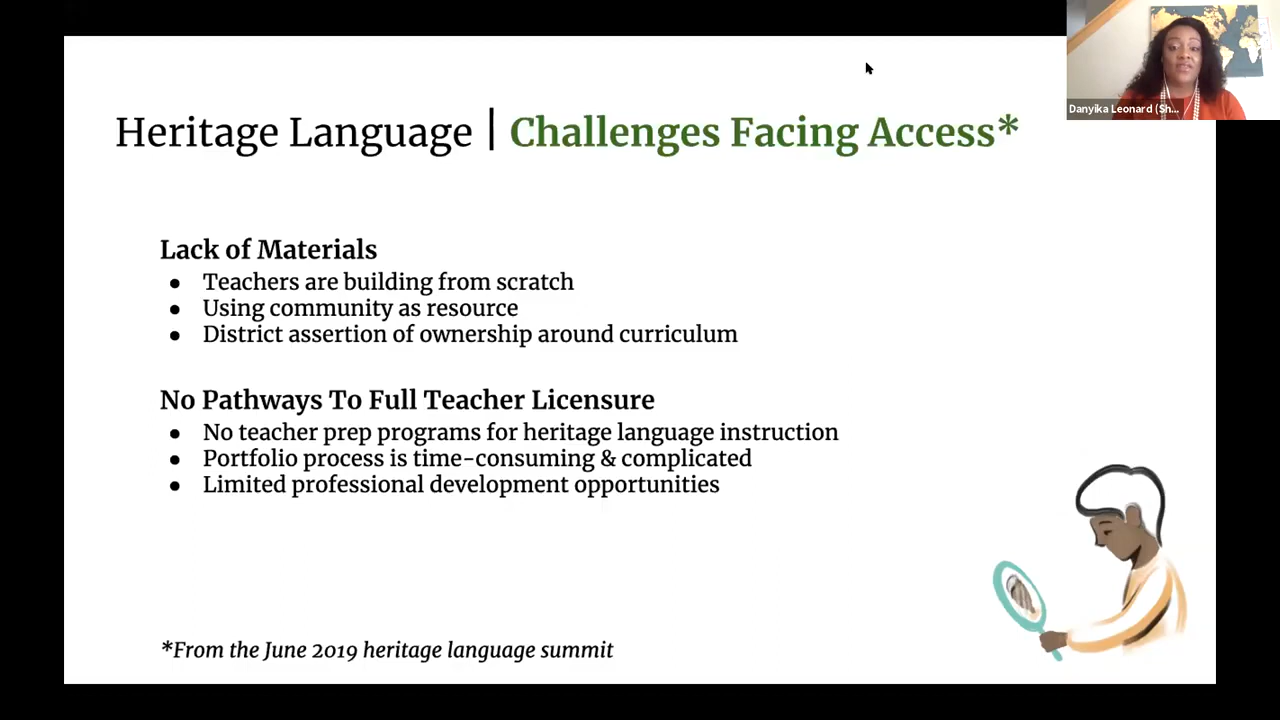 Danyika Leonard (Sh...
Heritage Language | Challenges Facing Access*
Lack of Materials
● Teachers are building from scratch
● Using community as resource
● District assertion of ownership around curriculum
No Pathways To Full Teacher Licensure
● No teacher prep programs for heritage language instruction
● Portfolio process is time-consuming & complicated
● Limited professional development opportunities
*From the June 2019 heritage language summit